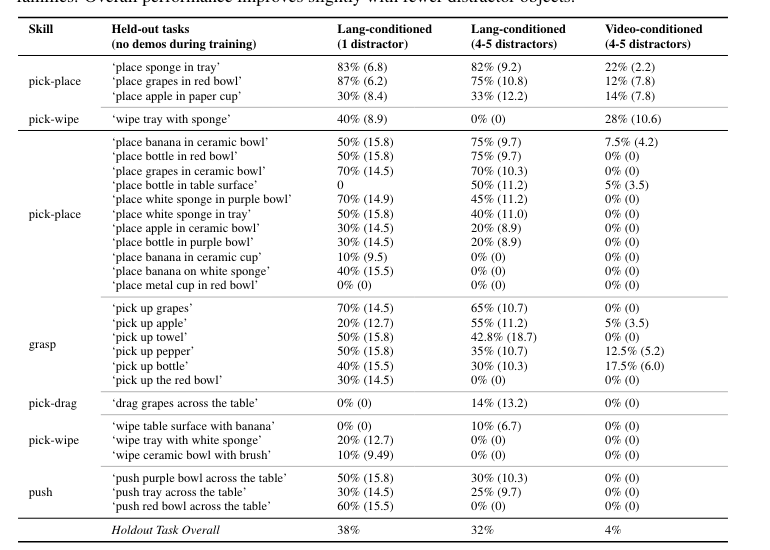 families. Overall performance improves slightly with fewer distractor objects.
Skill Held-out tasks Lang-conditioned Lang-conditioned Video-conditioned
(no demos during training) (1 distractor) (4-5 distractors) (4-5 distractors)
‘place sponge in tray’ 83% (6.8) 82% (9.2) 22% (2.2)
pick-place ‘place grapes in red bowl’ 87% (6.2) 75% (10.8) 12% (7.8)
‘place apple in paper cup’ 30% (8.4) 33% (12.2) 14% (7.8)
pick-wipe ‘wipe tray with sponge’ 40% (8.9) 0% (0) 28% (10.6)
‘place banana in ceramic bowl’ 50% (15.8) 75% (9.7) 7.5% (4.2)
‘place bottle in red bowl’ 50% (15.8) 75% (9.7) 0% (0)
‘place grapes in ceramic bowl’ 70% (14.5) 70% (10.3) 0% (0)
‘place bottle in table surface’ 0 50% (11.2) 5% (3.5)
‘place white sponge in purple bowl’ 70% (14.9) 45% (11.2) 0% (0)
pick-place ‘place white sponge in tray’ 50% (15.8) 40% (11.0) 0% (0)
‘place apple in ceramic bowl’ 30% (14.5) 20% (8.9) 0% (0)
‘place bottle in purple bowl’ 30% (14.5) 20% (8.9) 0% (0)
‘place banana in ceramic cup’ 10% (9.5) 0% (0) 0% (0)
‘place banana on white sponge’ 40% (15.5) 0% (0) 0% (0)
‘place metal cup in red bowl’ 0% (0) 0% (0) 0% (0)
‘pick up grapes’ 70% (14.5) 65% (10.7) 0% (0)
‘pick up apple’ 20% (12.7) 55% (11.2) 5% (3.5)
‘pick up towel’ 50% (15.8) 42.8% (18.7) 0% (0)
grasp ‘pick up pepper’ 50% (15.8) 35% (10.7) 12.5% (5.2)
‘pick up bottle’ 40% (15.5) 30% (10.3) 17.5% (6.0)
‘pick up the red bowl’ 30% (14.5) 0% (0) 0% (0)
pick-drag ‘drag grapes across the table’ 0% (0) 14% (13.2) 0% (0)
‘wipe table surface with banana’ 0% (0) 10% (6.7) 0% (0)
pick-wipe ‘wipe tray with white sponge’ 20% (12.7) 0% (0) 0% (0)
‘wipe ceramic bowl with brush’ 10% (9.49) 0% (0) 0% (0)
‘push purple bowl across the table’ 50% (15.8) 30% (10.3) 0% (0)
push ‘push tray across the table’ 30% (14.5) 25% (9.7) 0% (0)
‘push red bowl across the table’ 60% (15.5) 0% (0) 0% (0)
Holdout Task Overall 38% 32% 4%